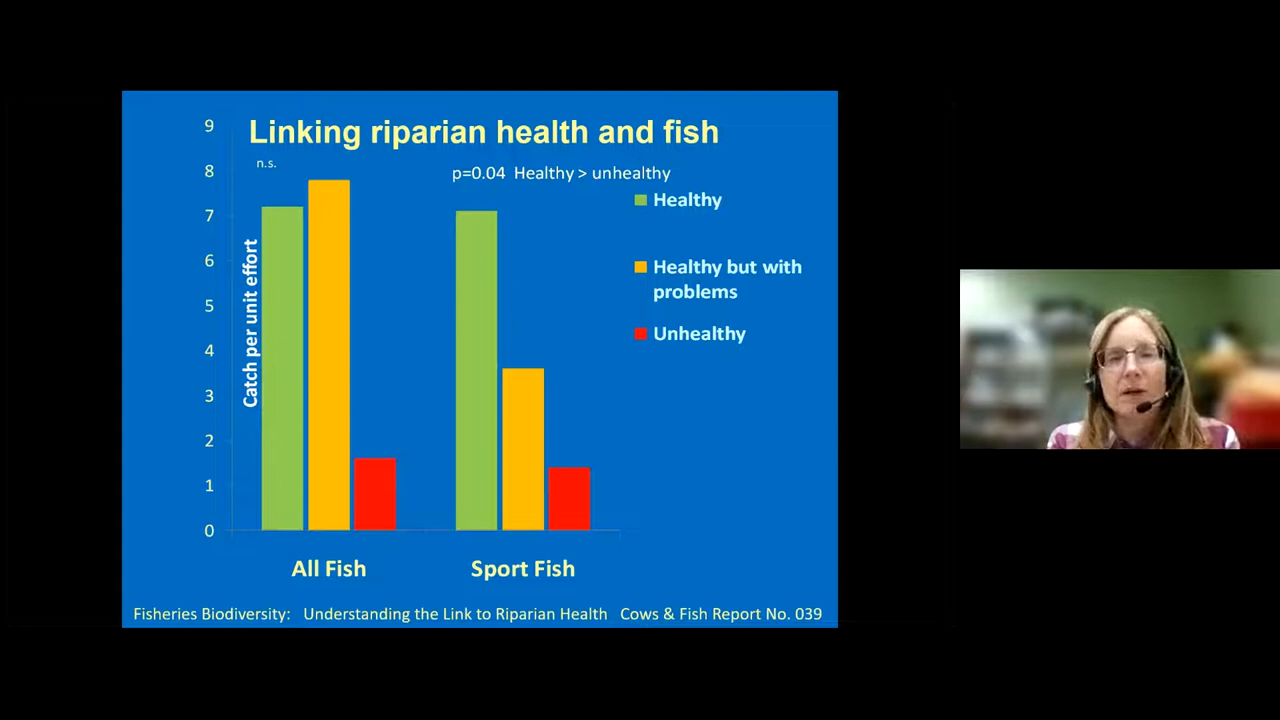 Linking riparian health and fish
n.s.
p=0.04 Healthy > unhealthy
9
8
7
6
5
4
3
2
1
0
Catch per unit effort
Healthy
Healthy but with
problems
Unhealthy
All Fish
Sport Fish
Fisheries Biodiversity: Understanding the Link to Riparian Health Cows & Fish Report No. 039